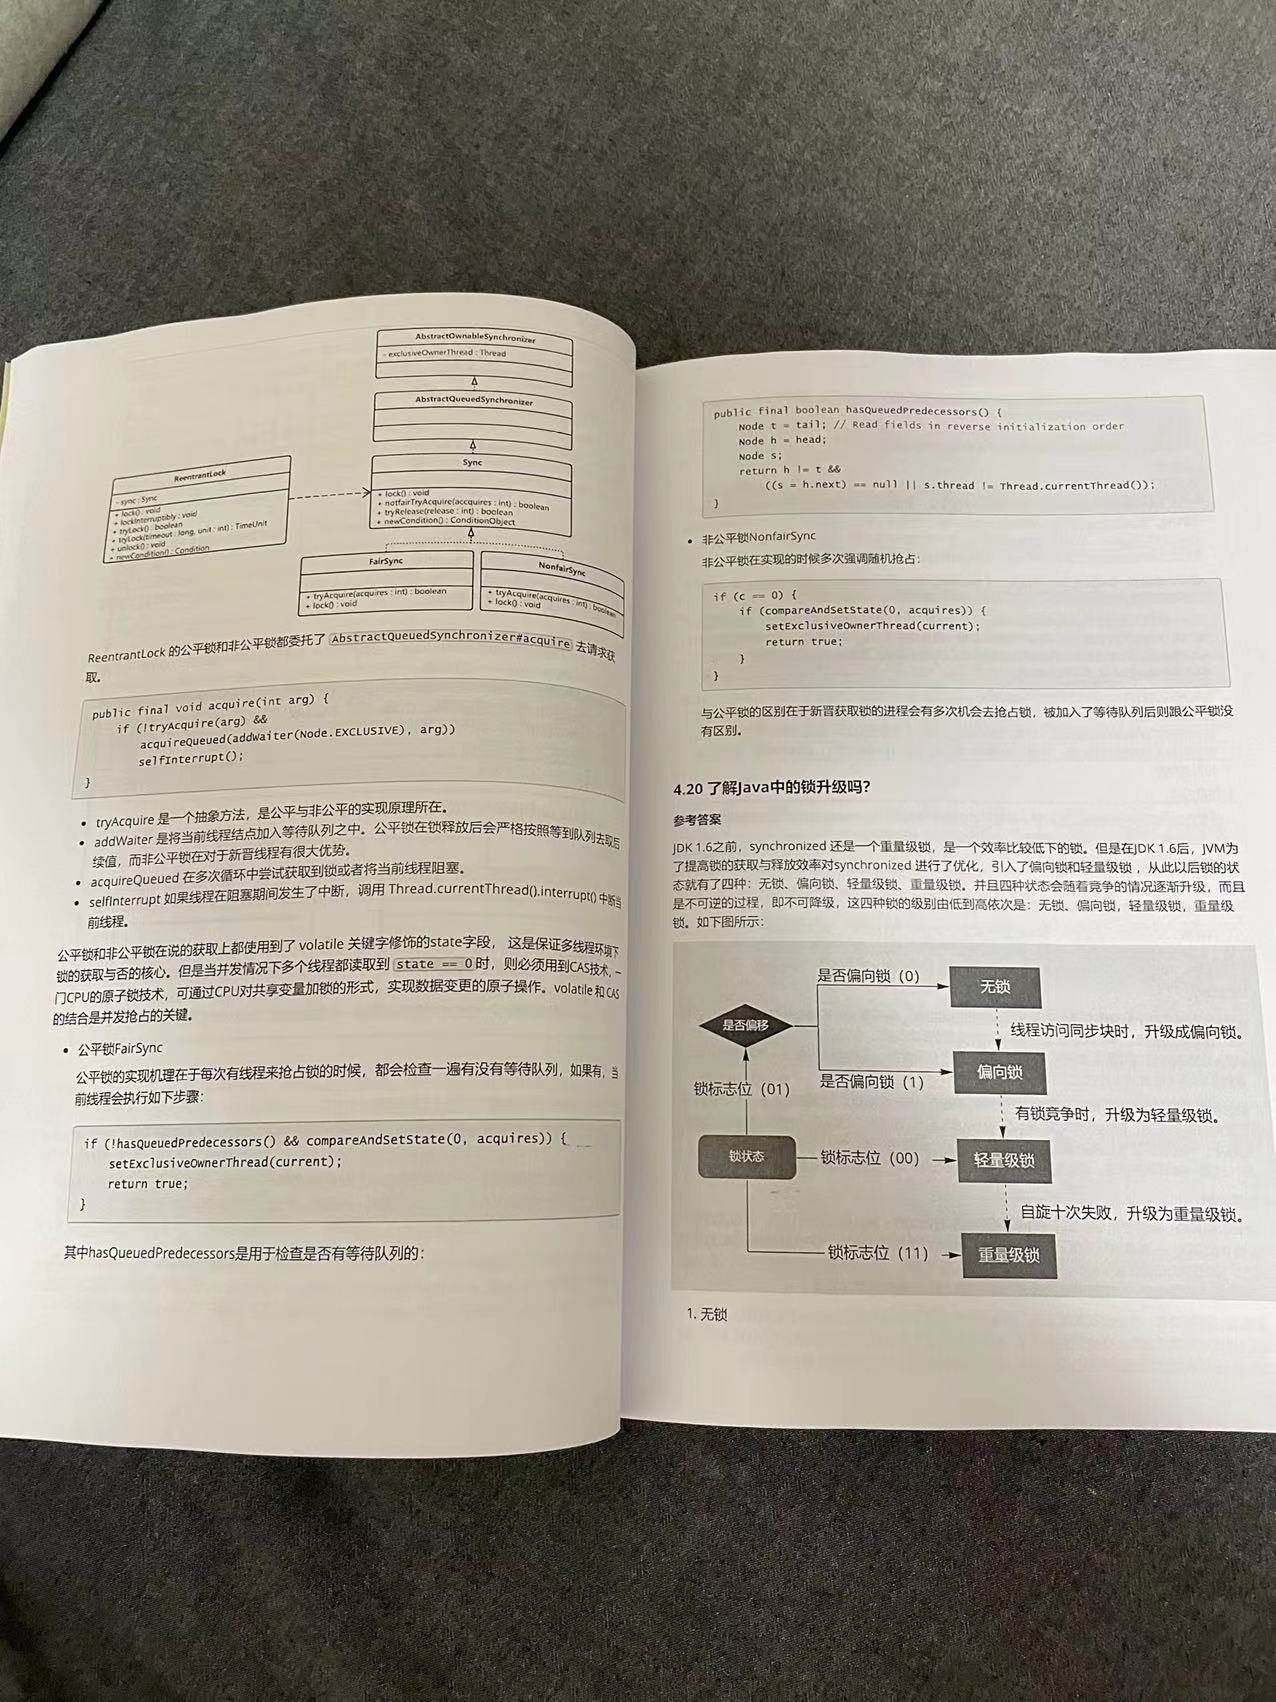 AbstractOwnableSynchronizer
- exclusiveOwnerThread : Thread
AbstractQueuedSynchronizer
Sync
+ lock() : void
+ notfairTryAcquire(accquires : int) : boolean
+ tryRelease(release : int) : boolean
+ newCondition() : ConditionObject
ReentrantLock
- sync : Sync
+ lock() : void
+ lockInterruptibly : void
+ tryLock() : boolean
+ tryLock(timeout : long, unit : int) : TimeUnit
+ unlock() : void
+ newCondition() : Condition
FairSync
+ tryAcquire(acquires : int) : boolean
+ lock() : void
NonfairSync
+ tryAcquire(acquires : int) : boolean
+ lock() : void
ReentrantLock 的公平锁和非公平锁都委托了 AbstractQueuedSynchronizer#acquire 去请求获
取。
public final void acquire(int arg) {
if (!tryAcquire(arg) &&
acquireQueued(addWaiter(Node.EXCLUSIVE), arg))
selfInterrupt();
}
• tryAcquire 是一个抽象方法，是公平与非公平的实现原理所在。
• addWaiter 是将当前线程结点加入等待队列之中。公平锁在锁释放后会严格按照等到队列去取后
续值，而非公平锁在对于新晋线程有很大优势。
• acquireQueued 在多次循环中尝试获取到锁或者将当前线程阻塞。
• selfInterrupt 如果线程在阻塞期间发生了中断，调用 Thread.currentThread().interrupt() 中断当
前线程。
公平锁和非公平锁在说的获取上都使用到了 volatile 关键字修饰的state字段， 这是保证多线程环境下
锁的获取与否的核心。但是当并发情况下多个线程都读取到 state == 0 时，则必须用到CAS技术，一
门CPU的原子锁技术，可通过CPU对共享变量加锁的形式，实现数据变更的原子操作。volatile 和 CAS
的结合是并发抢占的关键。
• 公平锁FairSync
公平锁的实现机理在于每次有线程来抢占锁的时候，都会检查一遍有没有等待队列，如果有，当
前线程会执行如下步骤：
if (!hasQueuedPredecessors() && compareAndSetState(0, acquires)) {
setExclusiveOwnerThread(current);
return true;
}
其中hasQueuedPredecessors是用于检查是否有等待队列的：
public final boolean hasQueuedPredecessors() {
Node t = tail; // Read fields in reverse initialization order
Node h = head;
Node s;
return h != t &&
((s = h.next) == null || s.thread != Thread.currentThread());
}
• 非公平锁NonfairSync
非公平锁在实现的时候多次强调随机抢占：
if (c == 0) {
if (compareAndSetState(0, acquires)) {
setExclusiveOwnerThread(current);
return true;
}
}
与公平锁的区别在于新晋获取锁的进程会有多次机会去抢占锁，被加入了等待队列后则跟公平锁没
有区别。
4.20 了解Java中的锁升级吗？
参考答案
JDK 1.6之前，synchronized 还是一个重量级锁，是一个效率比较低下的锁。但是在JDK 1.6后，JVM为
了提高锁的获取与释放效率对synchronized 进行了优化，引入了偏向锁和轻量级锁 ，从此以后锁的状
态就有了四种：无锁、偏向锁、轻量级锁、重量级锁。并且四种状态会随着竞争的情况逐渐升级，而且
是不可逆的过程，即不可降级，这四种锁的级别由低到高依次是：无锁、偏向锁，轻量级锁，重量级
锁。如下图所示：
是否偏向锁（0）
无锁
是否偏移
线程访问同步块时，升级成偏向锁。
偏向锁
是否偏向锁（1）
锁标志位（01）
有锁竞争时，升级为轻量级锁。
锁状态
锁标志位（00）
轻量级锁
自旋十次失败，升级为重量级锁。
锁标志位（11）
重量级锁
1. 无锁